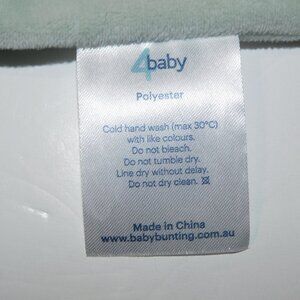 4baby
Polyester
Cold hand wash (max 30°C)
with like colours.
Do not bleach.
Do not tumble dry.
Line dry without delay.
Do not dry clean.
Made in China
www.babybunting.com.au